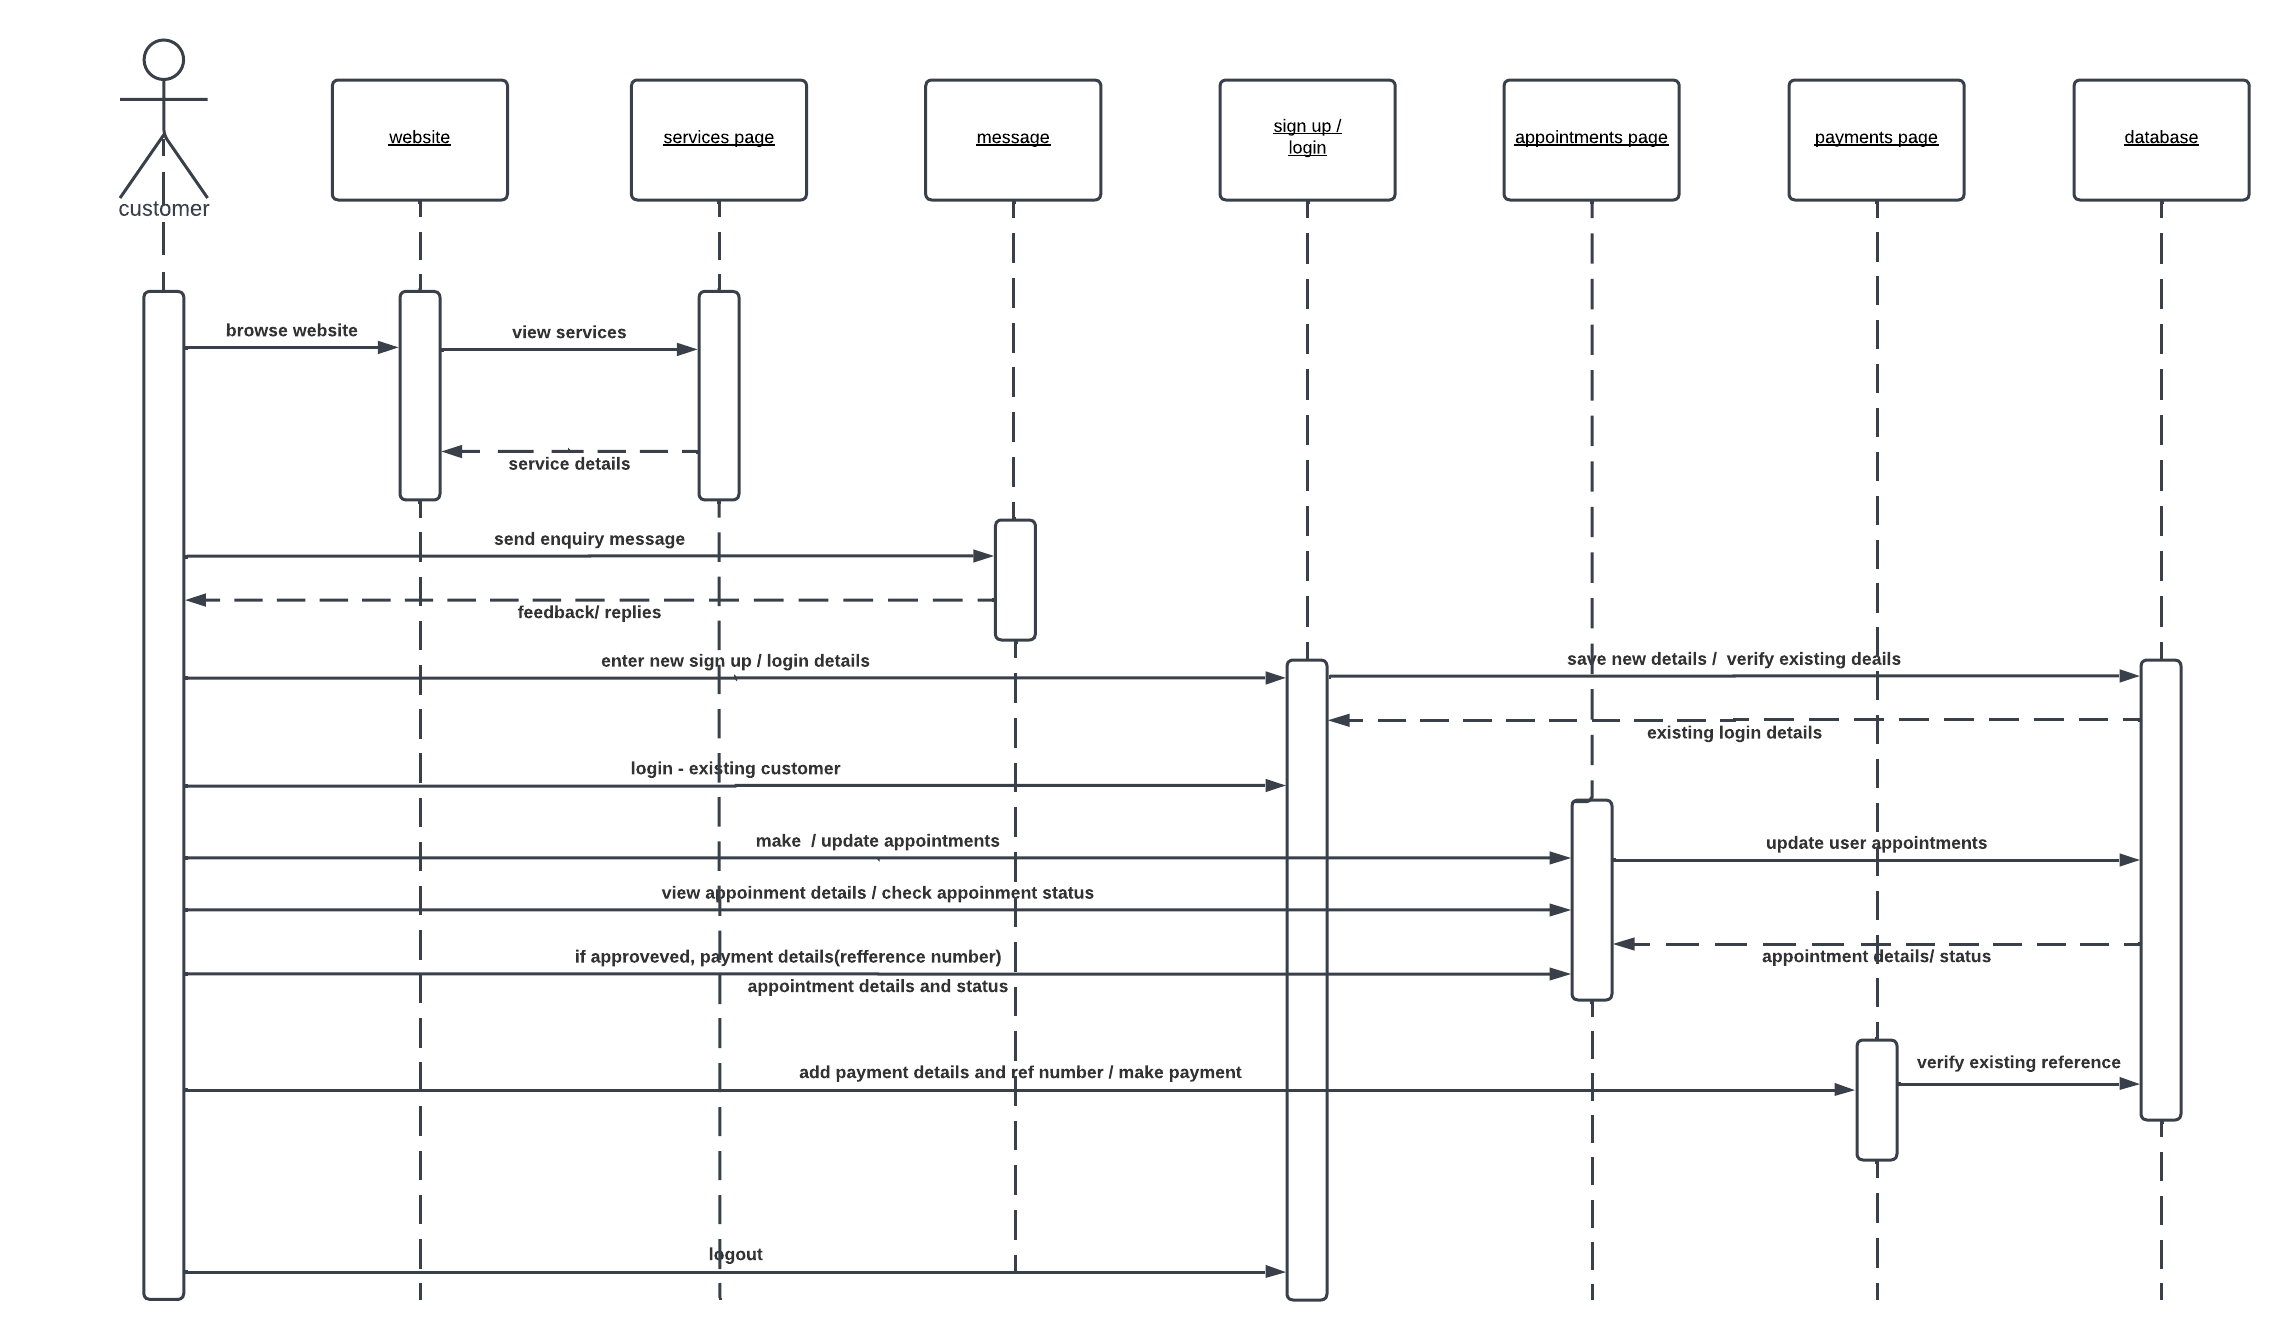 customer
website
services page
message
sign up /
login
appointments page
payments page
database
browse website
view services
service details
send enquiry message
feedback/ replies
enter new sign up / login details
save new details /  verify existing deails
existing login details
login - existing customer
make  / update appointments
update user appointments
view appoinment details / check appoinment status
if approveved, payment details(refference number)
appointment details/ status
appointment details and status
verify existing reference
add payment details and ref number / make payment
logout